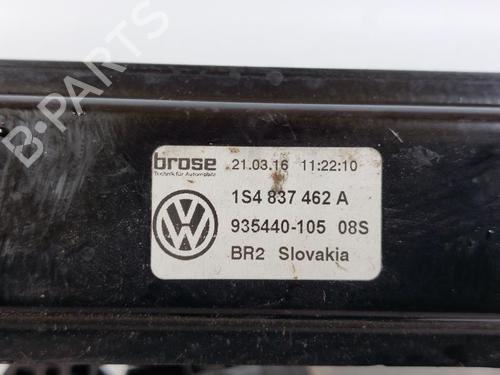 B-PARTS
brose 21.03.16 11:22:10
Technik für Automobile
1S4 837 462 A
935440-105 08S
BR2 Slovakia